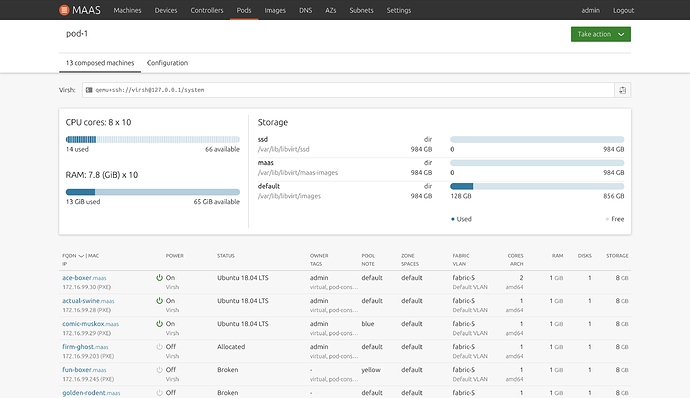 MAAS Machines Devices Controllers Pods Images DNS AZs Subnets Settings admin Logout
pod-1 Take action
13 composed machines Configuration
Virsh: qemu+ssh://virsh@127.0.0.1/system
CPU cores: 8 x 10
14 used 66 available
RAM: 7.8 (GiB) x 10
13 GiB used 65 GiB available
Storage
ssd dir
/var/lib/libvirt/ssd 984 GB 0 984 GB
maas dir
/var/lib/libvirt/maas-images 984 GB 0 984 GB
default dir
/var/lib/libvirt/images 984 GB 128 GB 856 GB
Used Free
FQDN | MAC POWER STATUS OWNER POOL ZONE FABRIC CORES RAM DISKS STORAGE
IP TAGS NOTE SPACES VLAN ARCH
ace-boxer.maas On Ubuntu 18.04 LTS admin default default fabric-5 2 1 GiB 1 8 GB
172.16.99.30 (PXE) Virsh virtual, pod-cons... Default VLAN amd64
actual-swine.maas On Ubuntu 18.04 LTS admin default default fabric-5 1 1 GiB 1 8 GB
172.16.99.28 (PXE) Virsh virtual, pod-cons... Default VLAN amd64
comic-muskox.maas On Ubuntu 18.04 LTS admin blue default fabric-5 1 1 GiB 1 8 GB
172.16.99.29 (PXE) Virsh virtual, pod-cons... Default VLAN amd64
firm-ghost.maas Off Allocated admin default default fabric-5 1 1 GiB 1 8 GB
172.16.99.203 (PXE) Virsh virtual, pod-cons... Default VLAN amd64
fun-boxer.maas Off Broken - yellow default fabric-5 1 1 GiB 1 8 GB
172.16.99.245 (PXE) Virsh virtual, pod-cons... Default VLAN amd64
golden-rodent.maas Off Broken - default default fabric-5 1 1 GiB 1 8 GB